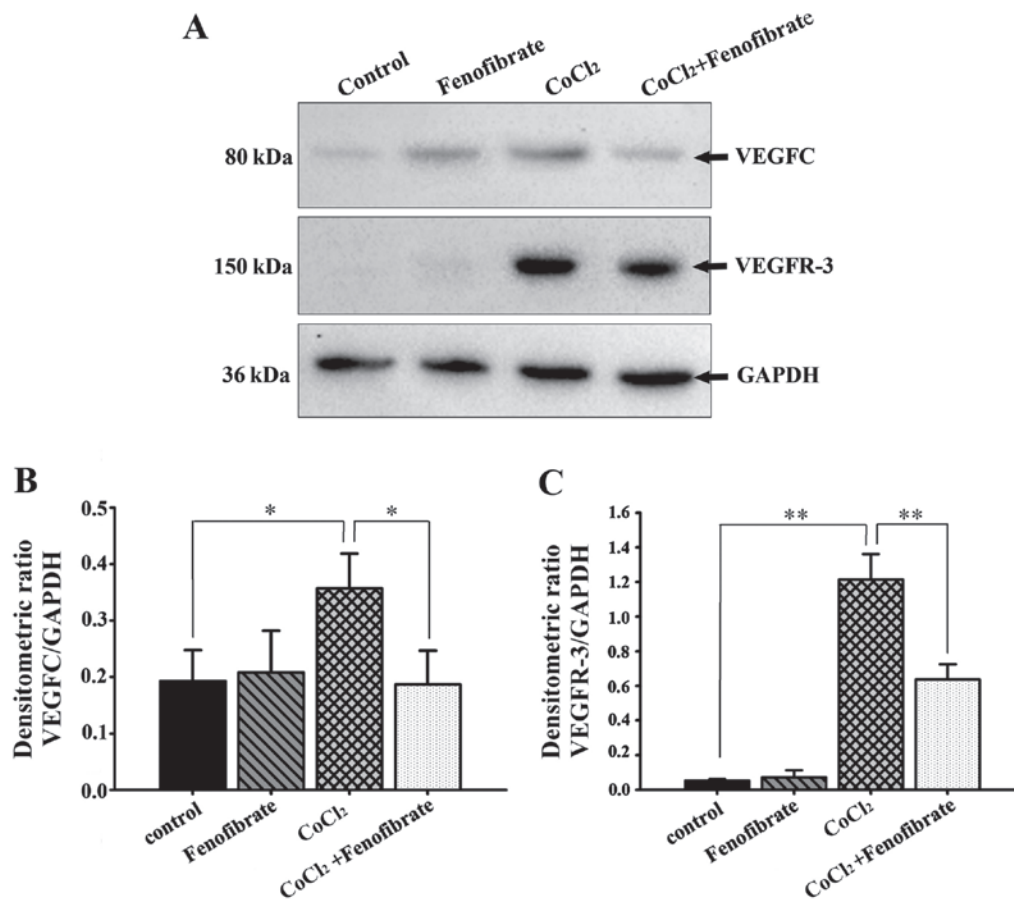 A
Control Fenofibrate CoCl₂ CoCl₂+Fenofibrate
80 kDa VEGFC
150 kDa VEGFR-3
36 kDa GAPDH
B
Densitometric ratio
VEGFC/GAPDH
0.5
0.4
0.3
0.2
0.1
0.0
* *
control Fenofibrate CoCl₂ CoCl₂+Fenofibrate
C
Densitometric ratio
VEGFR-3/GAPDH
1.6
1.4
1.2
1.0
0.8
0.6
0.4
0.2
0.0
** **
control Fenofibrate CoCl₂ CoCl₂+Fenofibrate